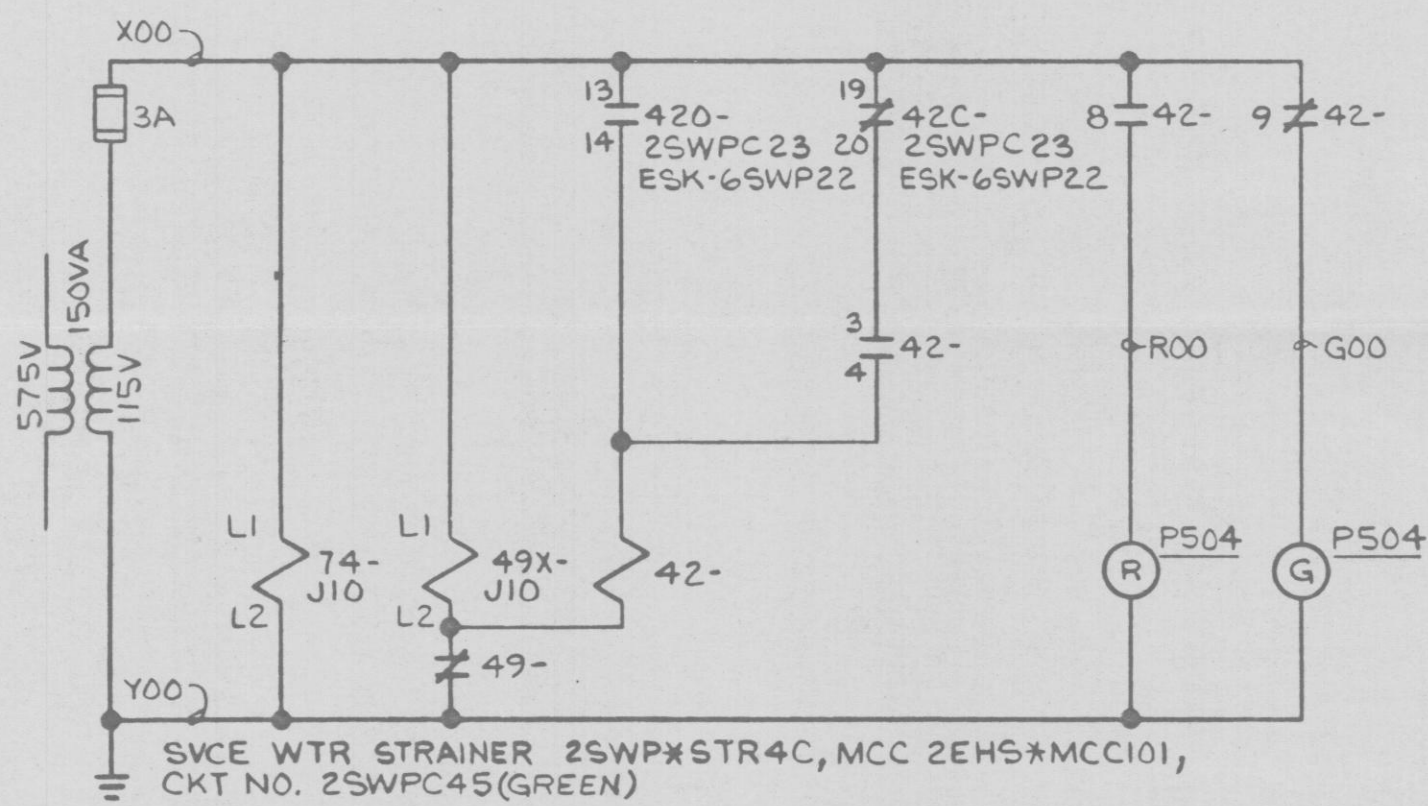 X00
3A
575V
150VA
115V
13
14
420-
2SWPC23
ESK-6SWP22
19
20
42C-
2SWPC23
ESK-6SWP22
8
42-
9
42-
3
4
42-
R00
G00
L1
L2
74-
J10
L1
L2
49X-
J10
42-
P504
R
P504
G
49-
Y00
SVCE WTR STRAINER 2SWP*STR4C, MCC 2EHS*MCC101,
CKT NO. 2SWPC45(GREEN)